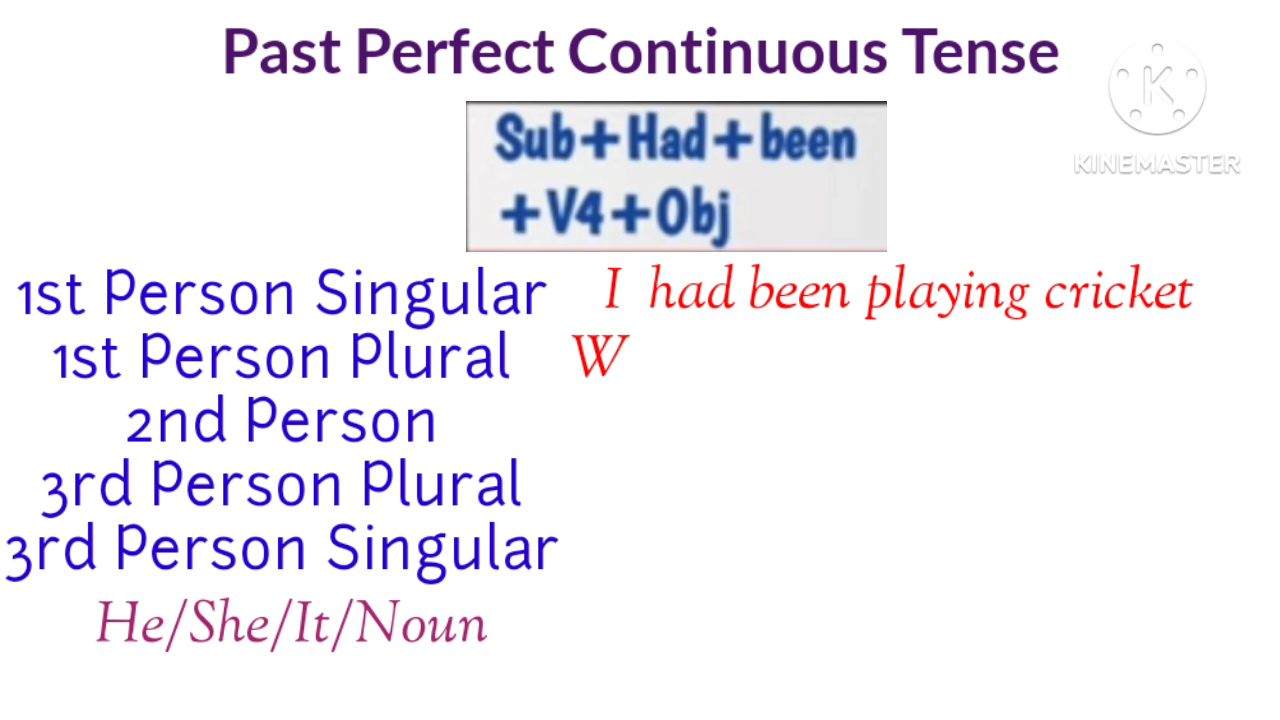 Past Perfect Continuous Tense
K
KINEMASTER
Sub+Had+been
+V4+Obj
1st Person Singular I had been playing cricket
1st Person Plural W
2nd Person
3rd Person Plural
3rd Person Singular
He/She/It/Noun